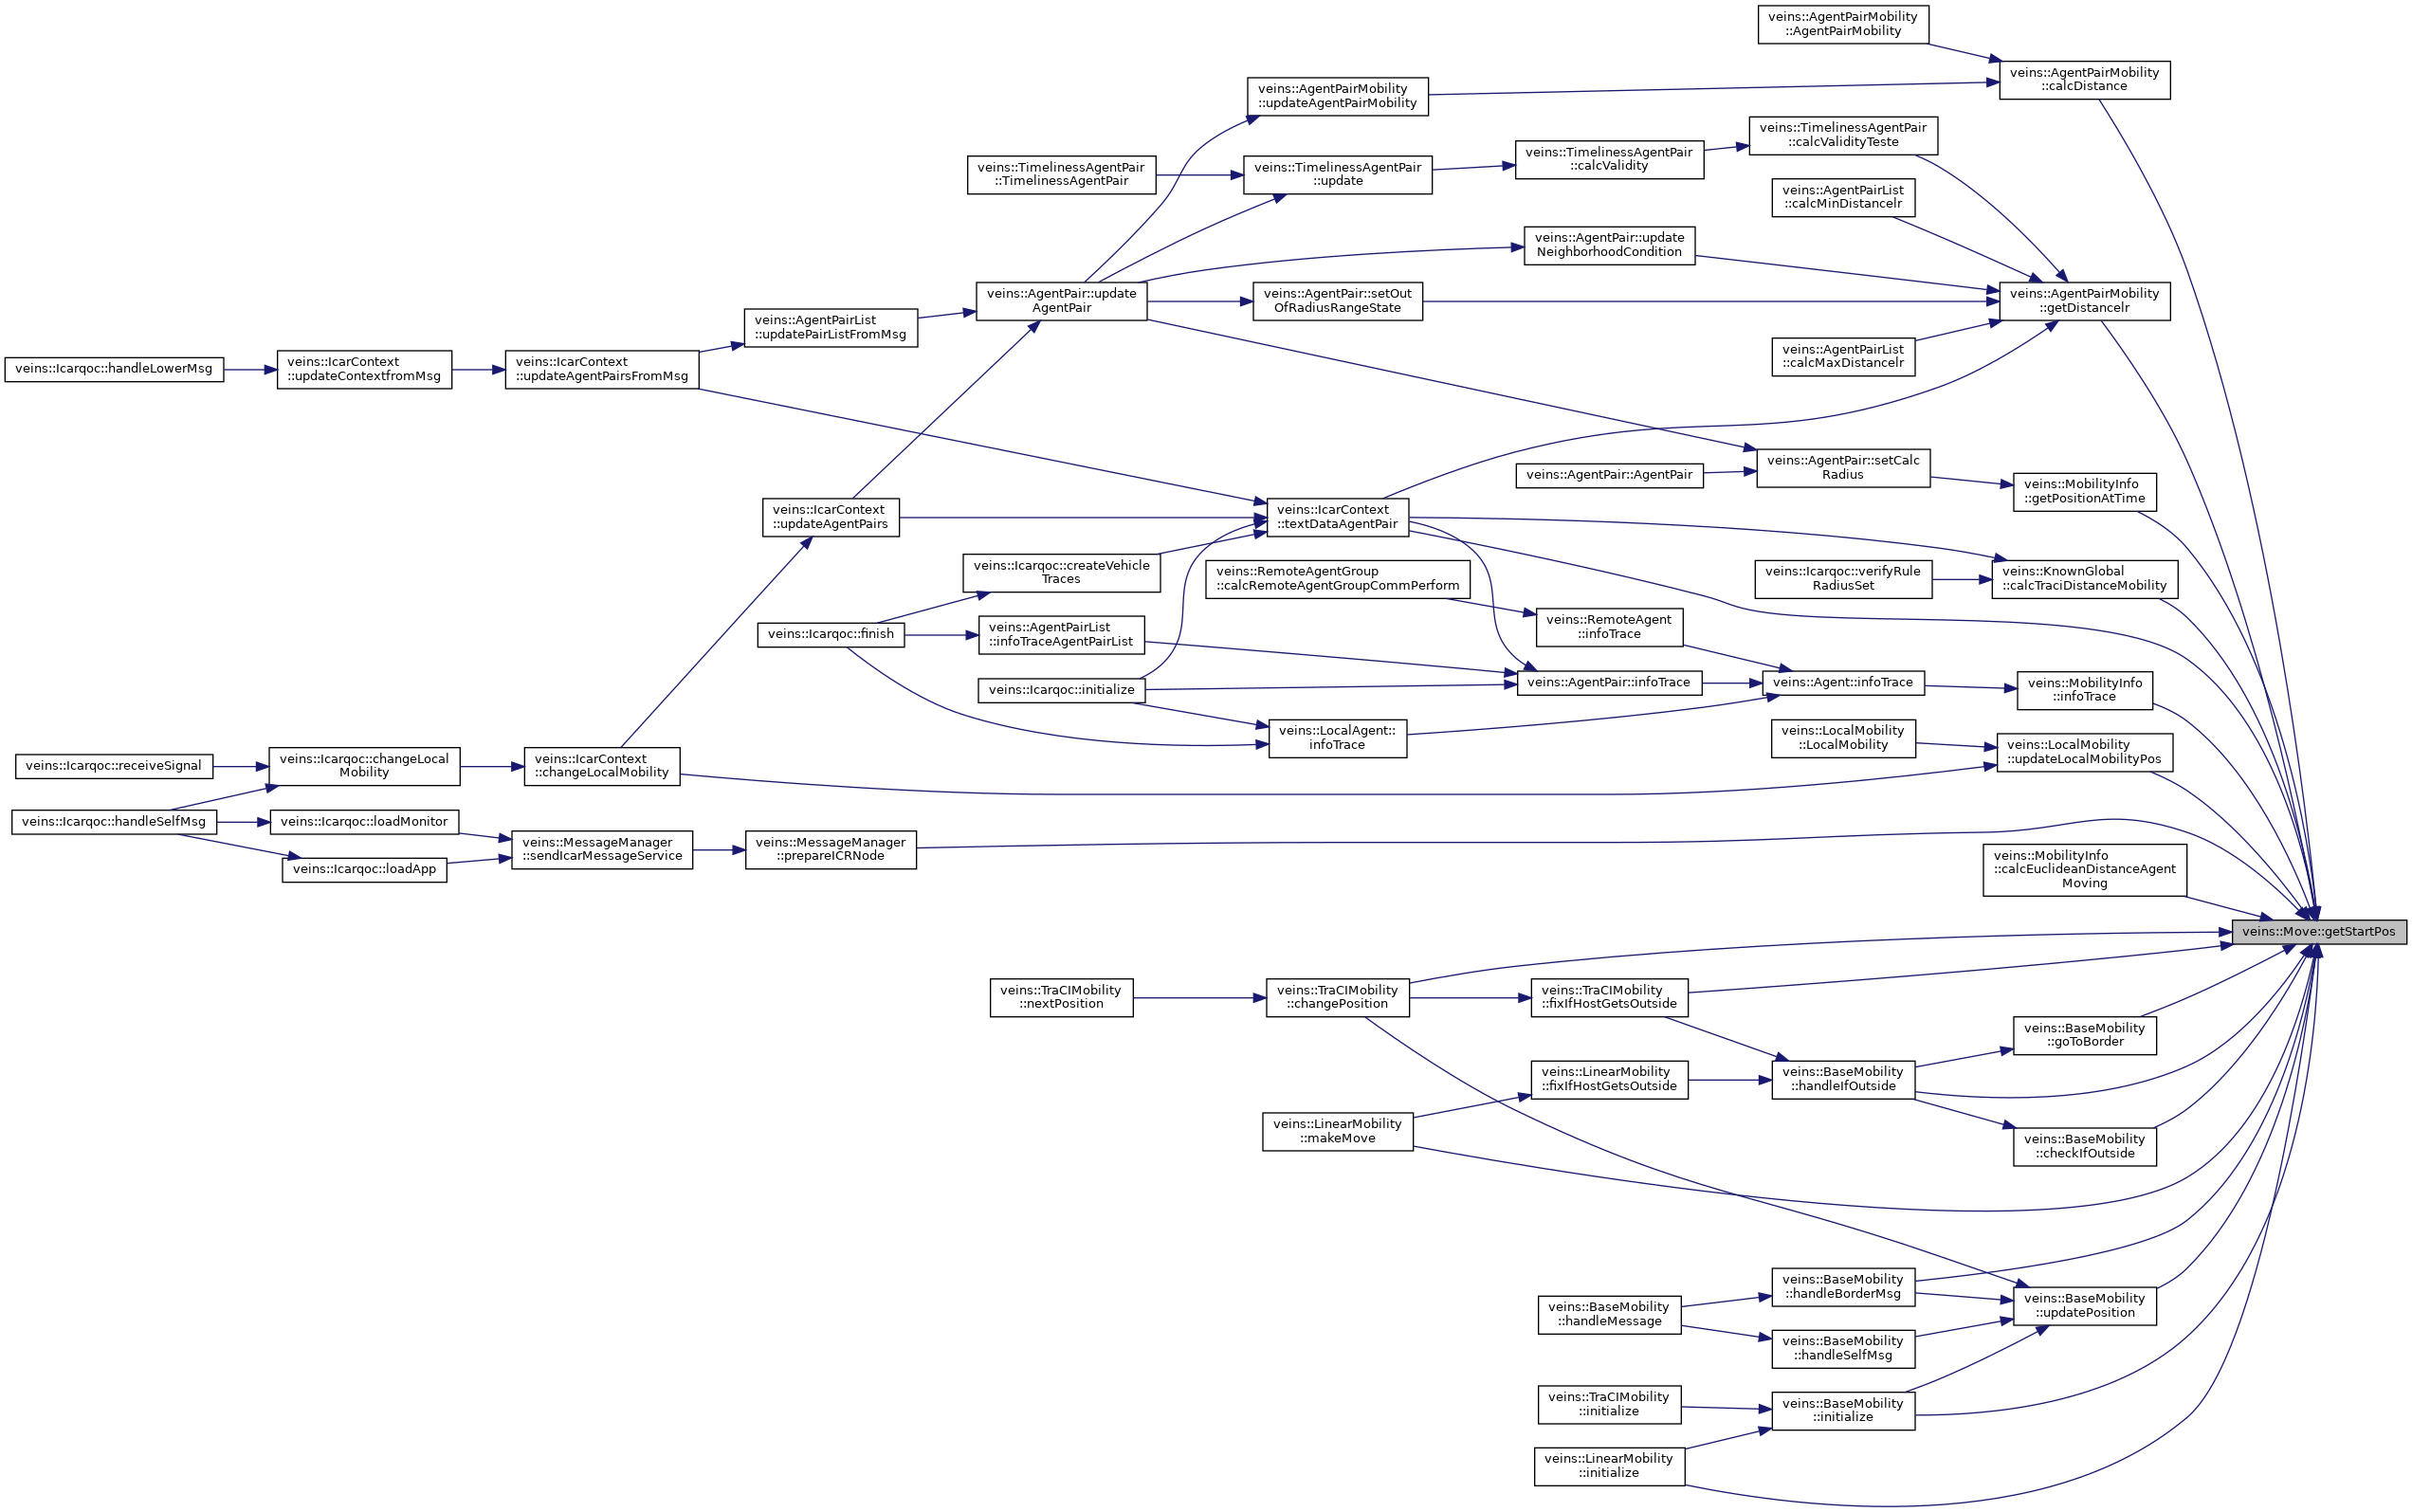 veins::AgentPairMobility
::AgentPairMobility
veins::AgentPairMobility
::calcDistance
veins::AgentPairMobility
::updateAgentPairMobility
veins::TimelinessAgentPair
::calcValidityTeste
veins::TimelinessAgentPair
::calcValidity
veins::TimelinessAgentPair
::update
veins::TimelinessAgentPair
::TimelinessAgentPair
veins::AgentPairList
::calcMinDistancelr
veins::AgentPair::update
NeighborhoodCondition
veins::AgentPairMobility
::getDistancelr
veins::AgentPair::setOut
OfRadiusRangeState
veins::AgentPair::update
AgentPair
veins::AgentPairList
::updatePairListFromMsg
veins::AgentPairList
::calcMaxDistancelr
veins::IcarContext
::updateAgentPairsFromMsg
veins::IcarContext
::updateContextfromMsg
veins::Icarqoc::handleLowerMsg
veins::AgentPair::setCalc
Radius
veins::AgentPair::AgentPair
veins::MobilityInfo
::getPositionAtTime
veins::IcarContext
::textDataAgentPair
veins::IcarContext
::updateAgentPairs
veins::Icarqoc::createVehicle
Traces
veins::RemoteAgentGroup
::calcRemoteAgentGroupCommPerform
veins::Icarqoc::verifyRule
RadiusSet
veins::KnownGlobal
::calcTraciDistanceMobility
veins::RemoteAgent
::infoTrace
veins::Icarqoc::finish
veins::AgentPairList
::infoTraceAgentPairList
veins::Icarqoc::initialize
veins::AgentPair::infoTrace
veins::Agent::infoTrace
veins::MobilityInfo
::infoTrace
veins::LocalAgent::
infoTrace
veins::LocalMobility
::LocalMobility
veins::LocalMobility
::updateLocalMobilityPos
veins::IcarContext
::changeLocalMobility
veins::Icarqoc::changeLocal
Mobility
veins::Icarqoc::receiveSignal
veins::Icarqoc::handleSelfMsg
veins::Icarqoc::loadMonitor
veins::Icarqoc::loadApp
veins::MessageManager
::sendIcarMessageService
veins::MessageManager
::prepareICRNode
veins::MobilityInfo
::calcEuclideanDistanceAgent
Moving
veins::Move::getStartPos
veins::TraCIMobility
::nextPosition
veins::TraCIMobility
::changePosition
veins::TraCIMobility
::fixIfHostGetsOutside
veins::BaseMobility
::goToBorder
veins::LinearMobility
::fixIfHostGetsOutside
veins::BaseMobility
::handleIfOutside
veins::LinearMobility
::makeMove
veins::BaseMobility
::checkIfOutside
veins::BaseMobility
::handleBorderMsg
veins::BaseMobility
::updatePosition
veins::BaseMobility
::handleMessage
veins::BaseMobility
::handleSelfMsg
veins::TraCIMobility
::initialize
veins::BaseMobility
::initialize
veins::LinearMobility
::initialize